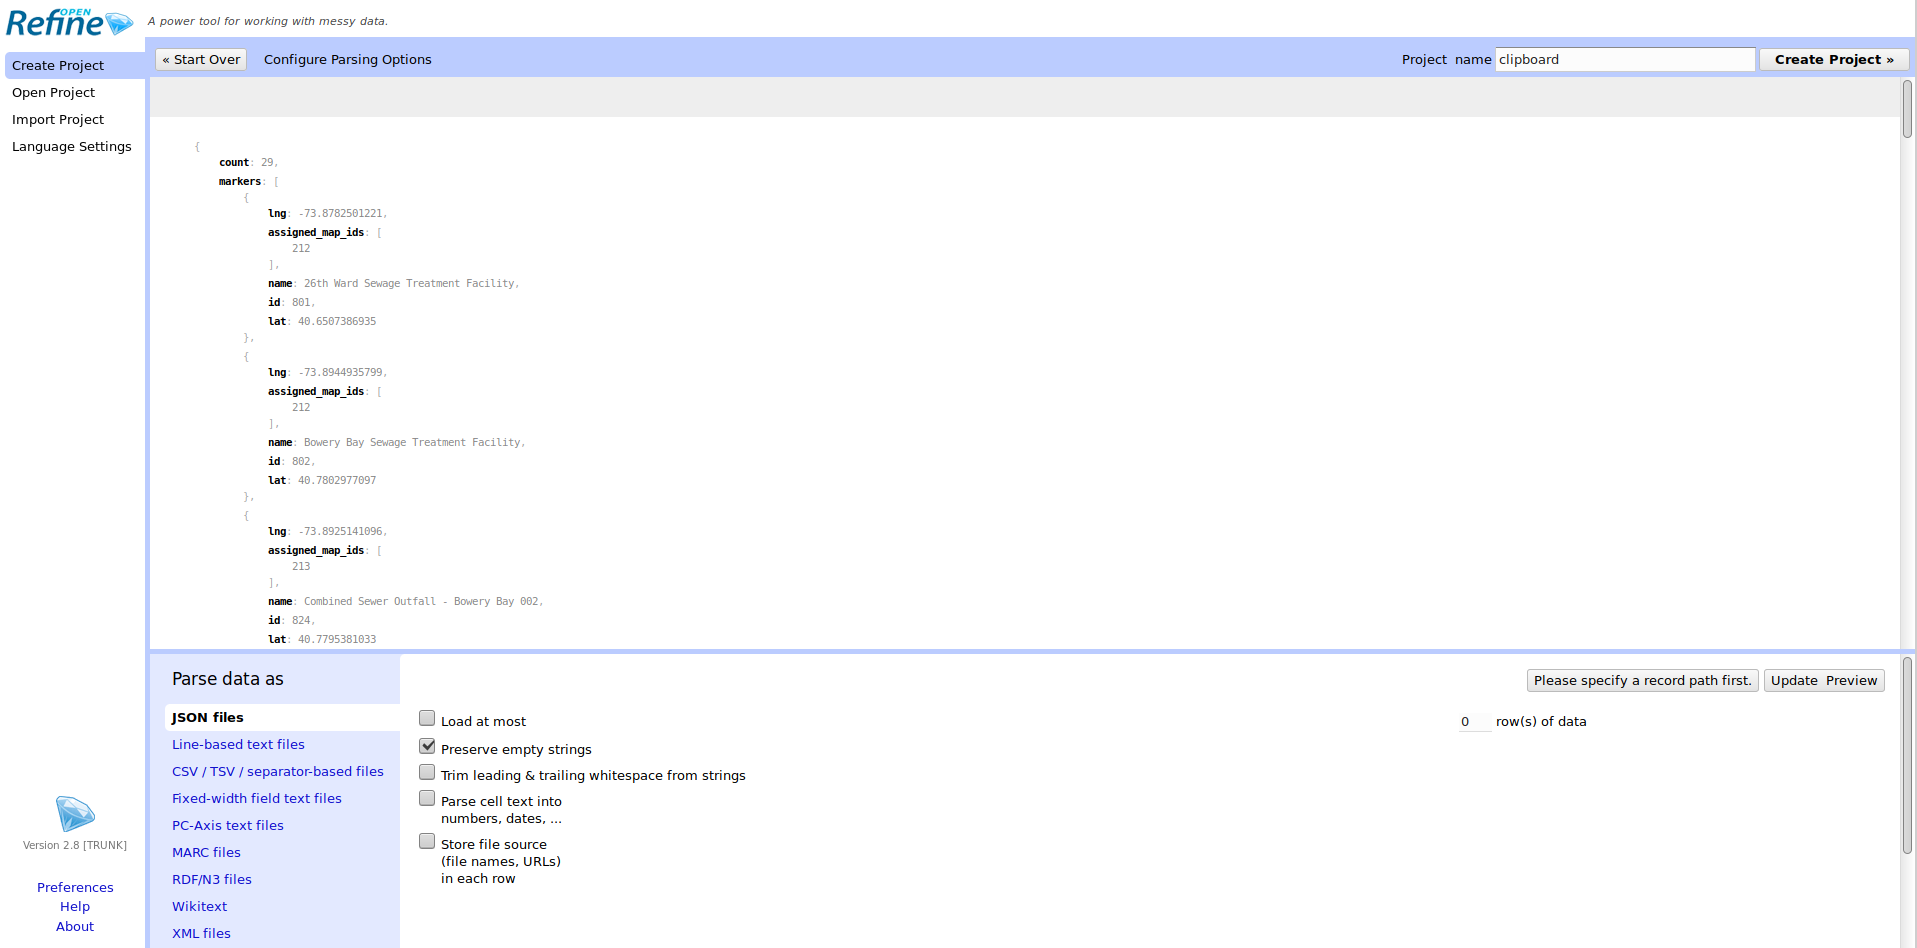 OPEN
Refine
A power tool for working with messy data.
Create Project
Open Project
Import Project
Language Settings
« Start Over
Configure Parsing Options
Project name clipboard
Create Project »
{
count: 29,
markers: [
{
lng: -73.8782501221,
assigned_map_ids: [
212
],
name: 26th Ward Sewage Treatment Facility,
id: 801,
lat: 40.6507386935
},
{
lng: -73.8944935799,
assigned_map_ids: [
212
],
name: Bowery Bay Sewage Treatment Facility,
id: 802,
lat: 40.7802977097
},
{
lng: -73.8925141096,
assigned_map_ids: [
213
],
name: Combined Sewer Outfall - Bowery Bay 002,
id: 824,
lat: 40.7795381033
Parse data as
JSON files
Line-based text files
CSV / TSV / separator-based files
Fixed-width field text files
PC-Axis text files
MARC files
RDF/N3 files
Wikitext
XML files
Please specify a record path first.
Update Preview
Load at most
0 row(s) of data
Preserve empty strings
Trim leading & trailing whitespace from strings
Parse cell text into
numbers, dates, ...
Store file source
(file names, URLs)
in each row
Version 2.8 [TRUNK]
Preferences
Help
About